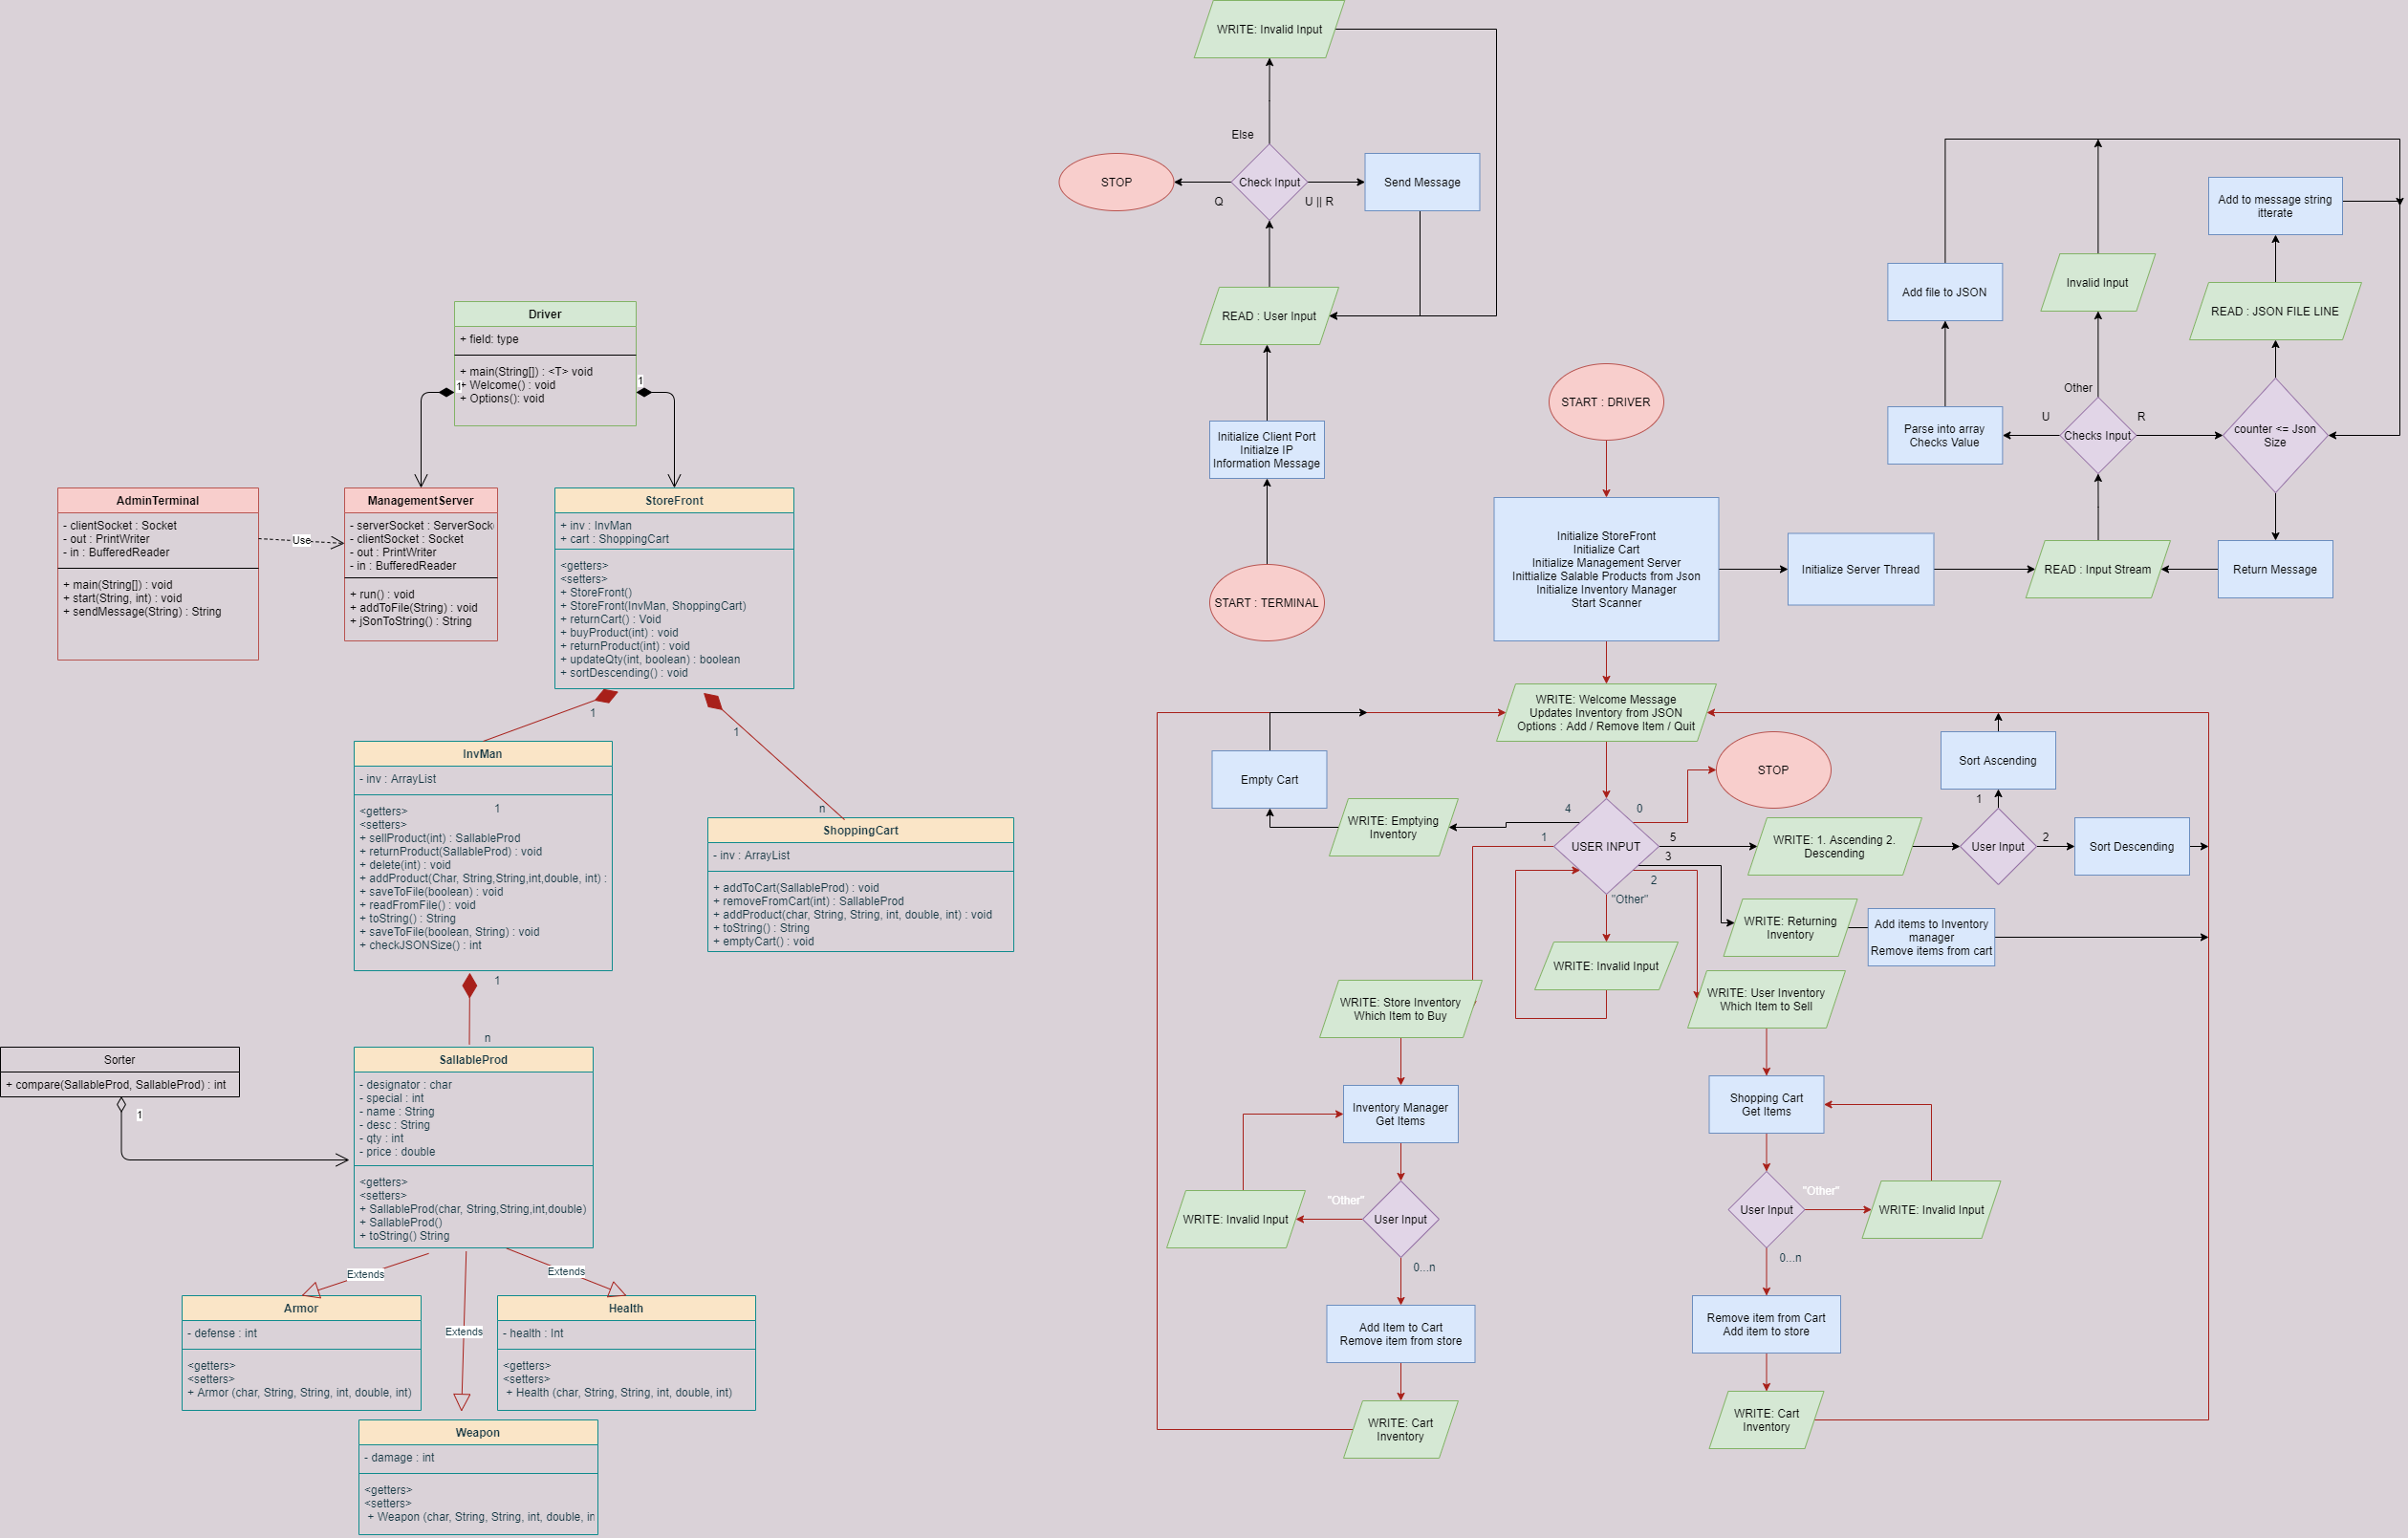 Driver
+ field: type
+ main(String[]) : <T> void
+ Welcome() : void
+ Options(): void
1
1
AdminTerminal
- clientSocket : Socket
- out : PrintWriter
- in : BufferedReader
+ main(String[]) : void
+ start(String, int) : void
+ sendMessage(String) : String
Use
ManagementServer
- serverSocket : ServerSock
- clientSocket : Socket
- out : PrintWriter
- in : BufferedReader
+ run() : void
+ addToFile(String) : void
+ jSonToString() : String
StoreFront
+ inv : InvMan
+ cart : ShoppingCart
<getters>
<setters>
+ StoreFront()
+ StoreFront(InvMan, ShoppingCart)
+ returnCart() : Void
+ buyProduct(int) : void
+ returnProduct(int) : void
+ updateQty(int, boolean) : boolean
+ sortDescending() : void
1
1
n
InvMan
- inv : ArrayList
1
<getters>
<setters>
+ sellProduct(int) : SallableProd
+ returnProduct(SallableProd) : void
+ delete(int) : void
+ addProduct(Char, String,String,int,double, int) :
+ saveToFile(boolean) : void
+ readFromFile() : void
+ toString() : String
+ saveToFile(boolean, String) : void
+ checkJSONSize() : int
ShoppingCart
- inv : ArrayList
+ addToCart(SallableProd) : void
+ removeFromCart(int) : SallableProd
+ addProduct(char, String, String, int, double, int) : void
+ toString() : String
+ emptyCart() : void
1
n
Sorter
+ compare(SallableProd, SallableProd) : int
1
SallableProd
- designator : char
- special : int
- name : String
- desc : String
- qty : int
- price : double
<getters>
<setters>
+ SallableProd(char, String,String,int,double)
+ SallableProd()
+ toString() String
Extends
Extends
Extends
Armor
- defense : int
<getters>
<setters>
+ Armor (char, String, String, int, double, int)
Health
- health : Int
<getters>
<setters>
+ Health (char, String, String, int, double, int)
Weapon
- damage : int
<getters>
<setters>
+ Weapon (char, String, String, int, double, in
WRITE: Invalid Input
Else
STOP
Check Input
Send Message
Q
U || R
READ : User Input
Initialize Client Port
Initialze IP
Information Message
START : TERMINAL
START : DRIVER
Initialize StoreFront
Initialize Cart
Initialize Management Server
Inittialize Salable Products from Json
Initialize Inventory Manager
Start Scanner
Initialize Server Thread
READ : Input Stream
Return Message
Checks Input
Other
U
R
Parse into array
Checks Value
Add file to JSON
Invalid Input
counter <= Json
Size
READ : JSON FILE LINE
Add to message string
itterate
WRITE: Welcome Message
Updates Inventory from JSON
Options : Add / Remove Item / Quit
STOP
Empty Cart
WRITE: Emptying
Inventory
4
0
1
5
3
2
USER INPUT
"Other"
WRITE: 1. Ascending 2.
Descending
User Input
1
2
Sort Ascending
Sort Descending
WRITE: Returning
Inventory
Add items to Inventory
manager
Remove items from cart
WRITE: Invalid Input
WRITE: Store Inventory
Which Item to Buy
WRITE: User Inventory
Which Item to Sell
Inventory Manager
Get Items
"Other"
WRITE: Invalid Input
User Input
0...n
Add Item to Cart
Remove item from store
WRITE: Cart
Inventory
Shopping Cart
Get Items
"Other"
User Input
WRITE: Invalid Input
0...n
Remove item from Cart
Add item to store
WRITE: Cart
Inventory